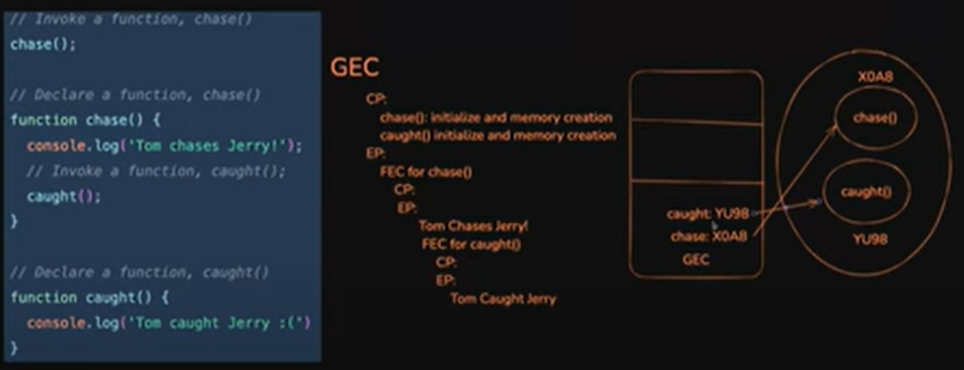 // Invoke a function, chase()
chase();
// Declare a function, chase()
function chase() {
console.log('Tom chases Jerry!');
// Invoke a function, caught();
caught();
}
// Declare a function, caught()
function caught() {
console.log('Tom caught Jerry :(')
}
GEC
CP:
chase(): initialize and memory creation
caught() initialize and memory creation
EP:
FEC for chase()
CP:
EP:
Tom Chases Jerry!
FEC for caught()
CP:
EP:
Tom Caught Jerry
caught: YU98
chase: X0A8
GEC
X0A8
chase()
caught()
YU98